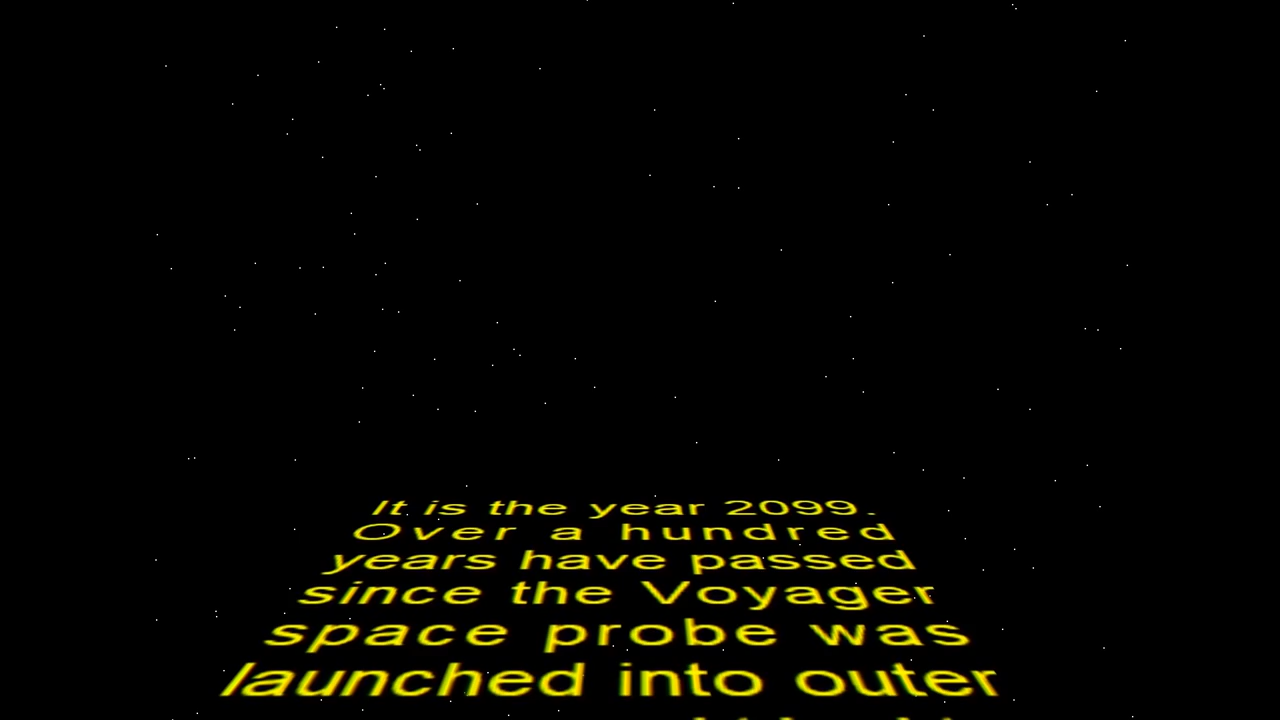 It is the year 2099.
Over a hundred
years have passed
since the Voyager
space probe was
launched into outer